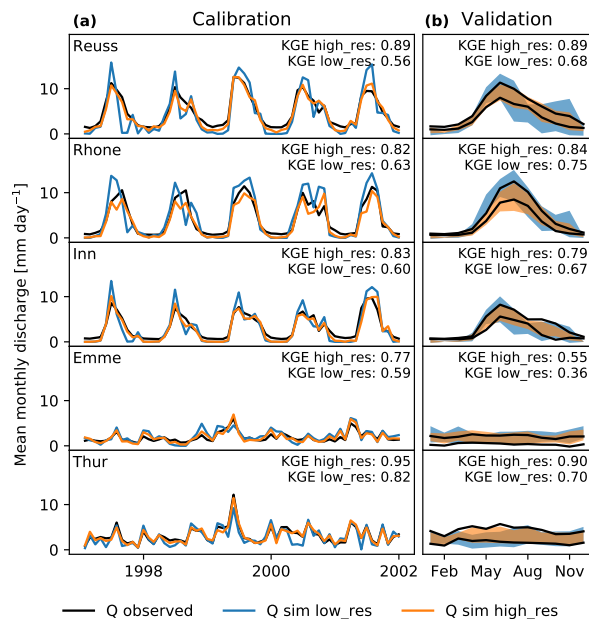 (a) Calibration (b) Validation
Reuss
KGE high_res: 0.89
KGE low_res: 0.56
KGE high_res: 0.89
KGE low_res: 0.68
10
0
Rhone
KGE high_res: 0.82
KGE low_res: 0.63
KGE high_res: 0.84
KGE low_res: 0.75
10
0
Inn
KGE high_res: 0.83
KGE low_res: 0.60
KGE high_res: 0.79
KGE low_res: 0.67
10
0
Emme
KGE high_res: 0.77
KGE low_res: 0.59
KGE high_res: 0.55
KGE low_res: 0.36
10
0
Thur
KGE high_res: 0.95
KGE low_res: 0.82
KGE high_res: 0.90
KGE low_res: 0.70
10
0
Mean monthly discharge [mm day⁻¹]
1998 2000 2002
Feb May Aug Nov
Q observed Q sim low_res Q sim high_res